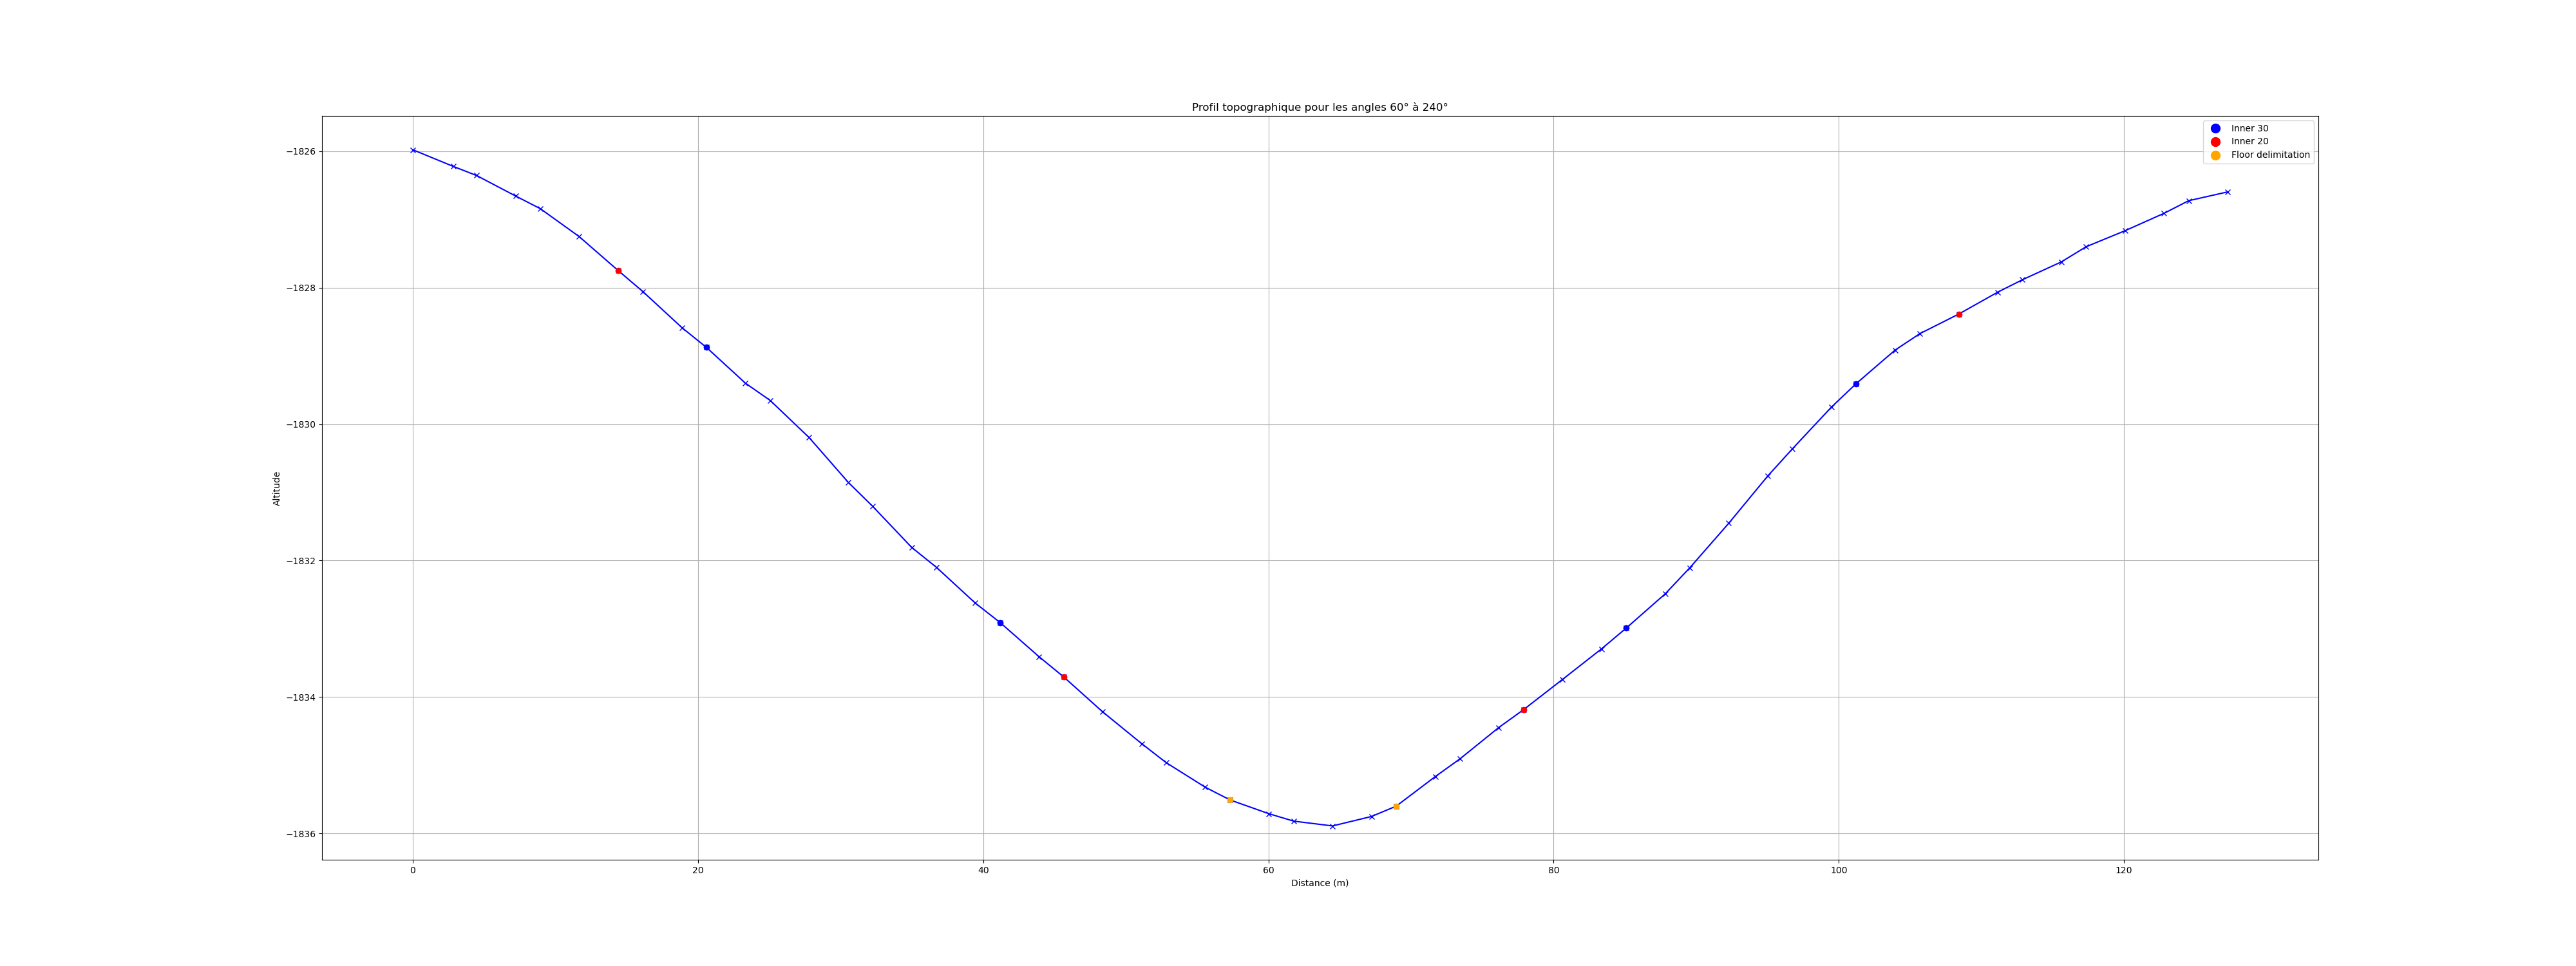 Profil topographique pour les angles 60° à 240°
Inner 30
Inner 20
Floor delimitation
−1826
−1828
−1830
−1832
−1834
−1836
Altitude
0 20 40 60 80 100 120
Distance (m)